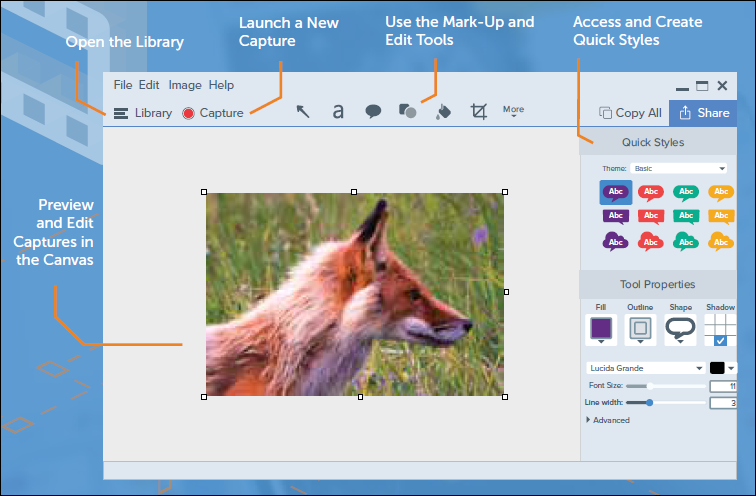 Open the Library
Launch a New
Capture
Use the Mark-Up and
Edit Tools
Access and Create
Quick Styles
File Edit Image Help
Library Capture a More Copy All Share
Preview
and Edit
Captures in
the Canvas
Quick Styles
Theme: Basic
Abc Abc Abc Abc
Abc Abc Abc Abc
Abc Abc Abc Abc
Tool Properties
Fill Outline Shape Shadow
Lucida Grande
Font Size: 11
Line width: 3
Advanced